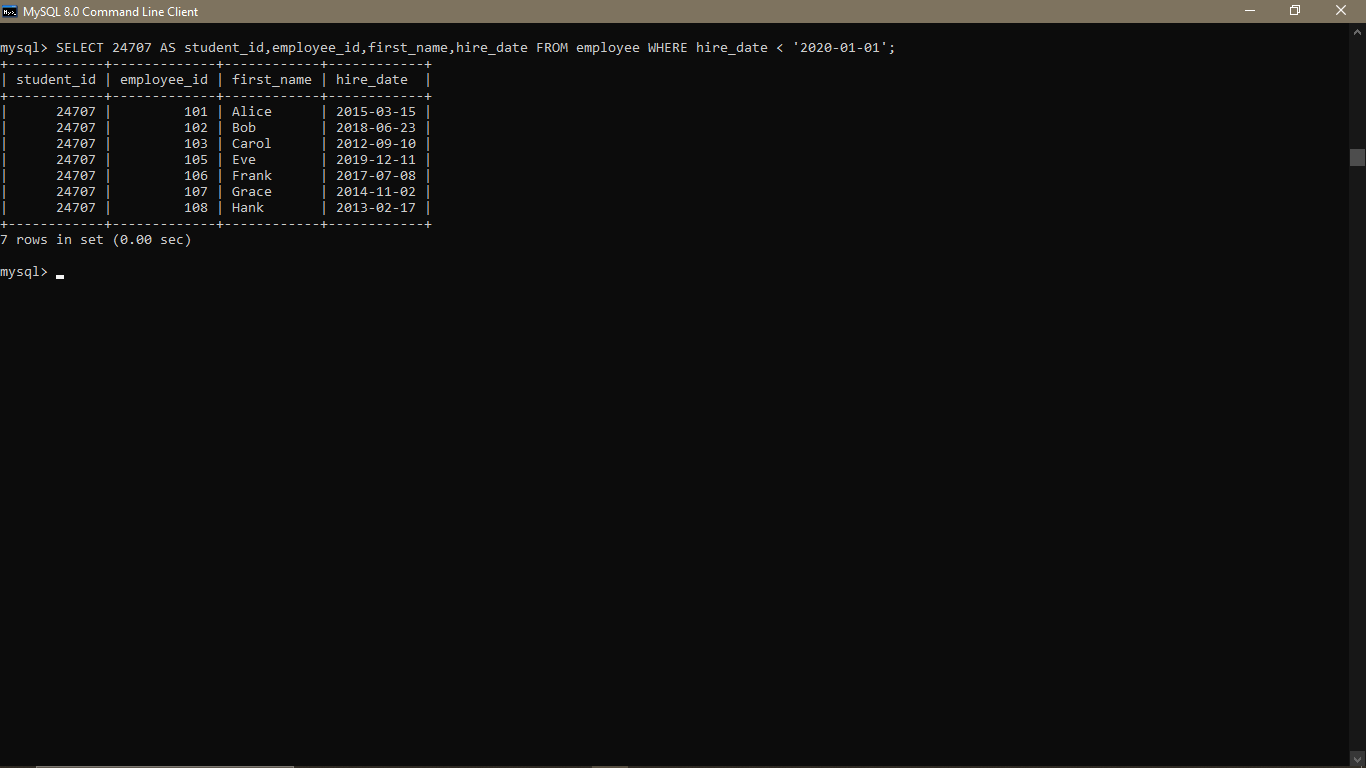 MySQL 8.0 Command Line Client
mysql> SELECT 24707 AS student_id,employee_id,first_name,hire_date FROM employee WHERE hire_date < '2020-01-01';
+------------+-------------+------------+------------+
| student_id | employee_id | first_name | hire_date  |
+------------+-------------+------------+------------+
|      24707 |         101 | Alice      | 2015-03-15 |
|      24707 |         102 | Bob        | 2018-06-23 |
|      24707 |         103 | Carol      | 2012-09-10 |
|      24707 |         105 | Eve        | 2019-12-11 |
|      24707 |         106 | Frank      | 2017-07-08 |
|      24707 |         107 | Grace      | 2014-11-02 |
|      24707 |         108 | Hank       | 2013-02-17 |
+------------+-------------+------------+------------+
7 rows in set (0.00 sec)
mysql>